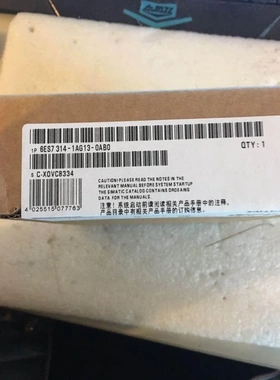 1P 6ES7 314-1AG13-0AB0
QTY: 1
S C-X0VC8334
CAUTION! PLEASE READ THE NOTES IN THE
RELEVANT MANUAL BEFORE SYSTEM STARTUP
THE SIMATIC CATALOG CONTAINS ORDERING
DATA FOR THE MANUALS.
注意！系统启动前请阅读相关产品手册中的注释。
产品目录中有相关产品手册的订货信息。
4 025515 077763